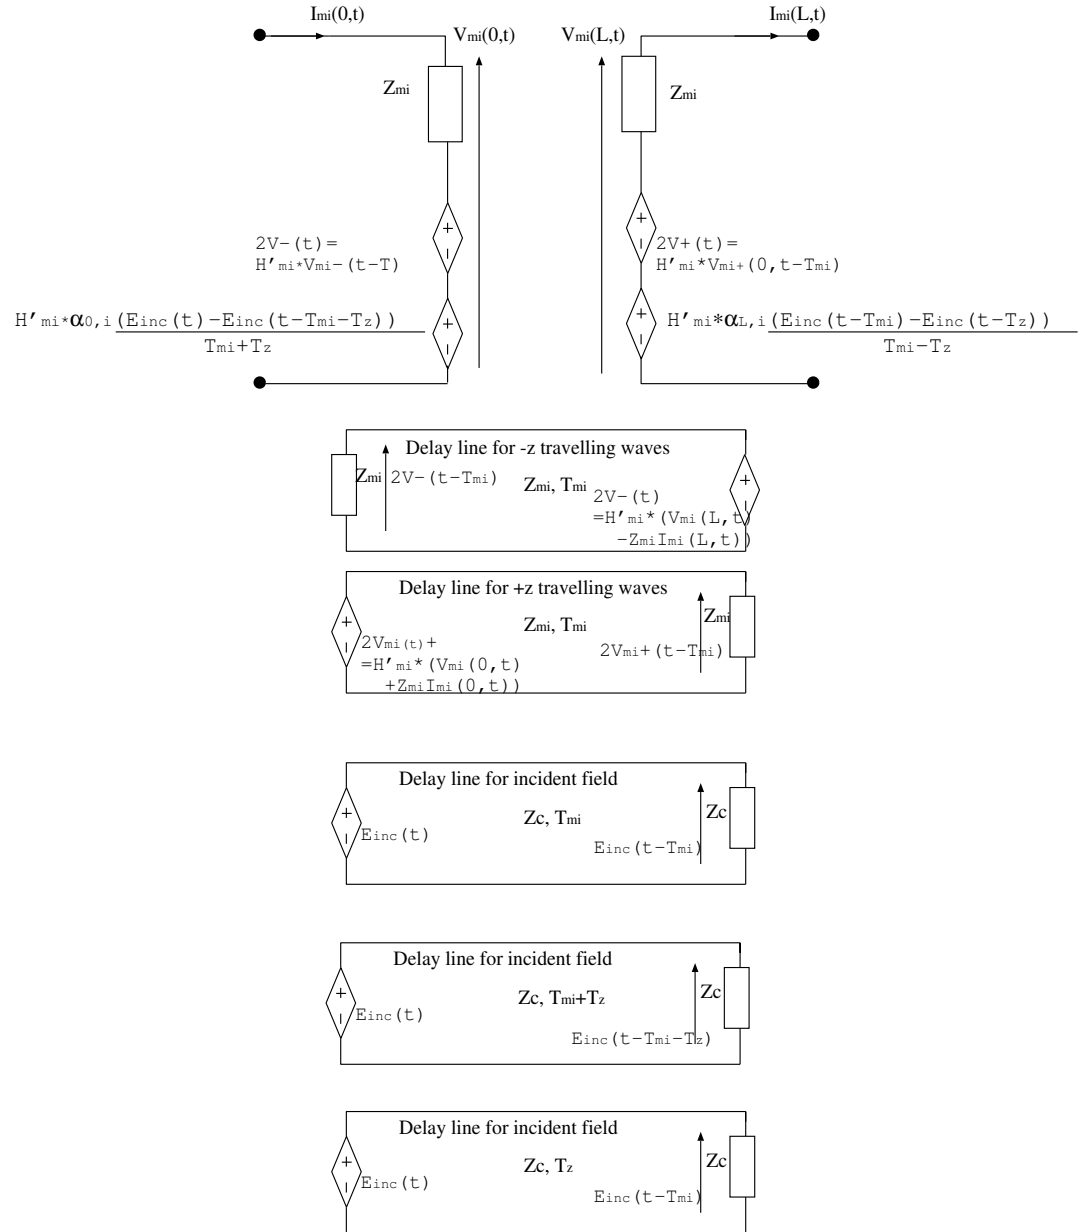 Imi(0,t)
Imi(L,t)
Vmi(0,t)
Vmi(L,t)
Zmi
Zmi
+
−
+
−
2V−(t)=
H'mi*Vmi−(t−T)
2V+(t)=
H'mi*Vmi+(0,t−Tmi)
H'mi*α0,i(Einc(t)−Einc(t−Tmi−Tz))
Tmi+Tz
+
−
+
−
H'mi*αL,i(Einc(t−Tmi)−Einc(t−Tz))
Tmi−Tz
Delay line for -z travelling waves
Zmi
2V−(t−Tmi)
Zmi, Tmi
+
−
2V−(t)
=H'mi*(Vmi(L,t)
−ZmiImi(L,t))
Delay line for +z travelling waves
+
−
Zmi, Tmi
Zmi
2Vmi(t)+
=H'mi*(Vmi(0,t)
+ZmiImi(0,t))
2Vmi+(t−Tmi)
Delay line for incident field
+
−
Einc(t)
Zc, Tmi
Zc
Einc(t−Tmi)
Delay line for incident field
+
−
Einc(t)
Zc, Tmi+Tz
Zc
Einc(t−Tmi−Tz)
Delay line for incident field
+
−
Einc(t)
Zc, Tz
Zc
Einc(t−Tmi)